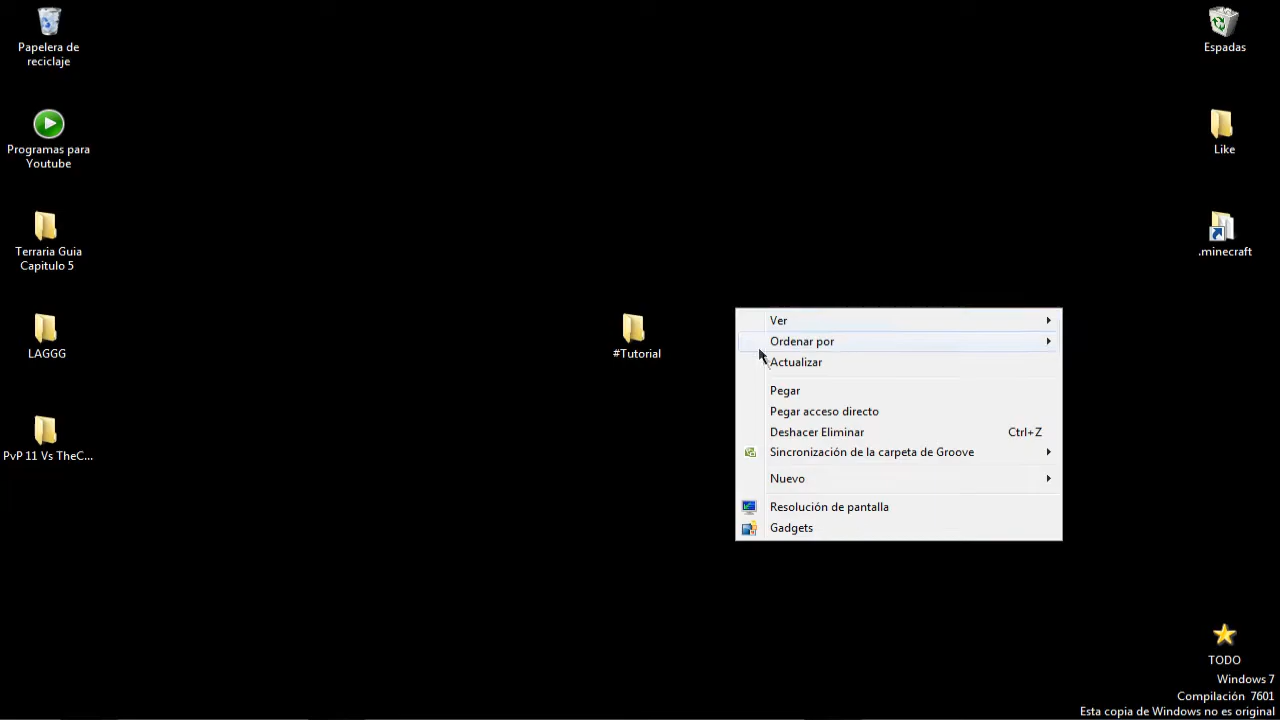 Papelera de
reciclaje
Programas para
Youtube
Terraria Guia
Capitulo 5
LAGGG
PvP 11 Vs TheC...
#Tutorial
Ver
Ordenar por
Actualizar
Pegar
Pegar acceso directo
Deshacer Eliminar Ctrl+Z
Sincronización de la carpeta de Groove
Nuevo
Resolución de pantalla
Gadgets
Espadas
Like
.minecraft
TODO
Windows 7
Compilación 7601
Esta copia de Windows no es original